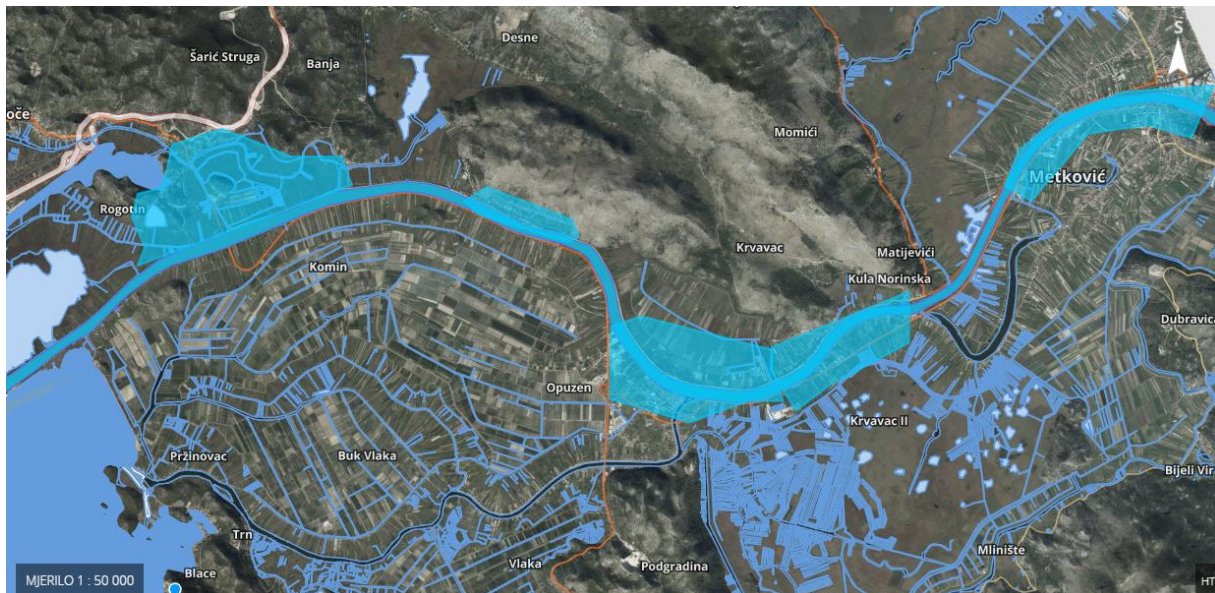 Desne
Šarić Struga
Banja
S
oče
Momići
Metković
Rogotin
Krvavac
Matijevići
Komin
Kula Norinska
Dubravica
Opuzen
Krvavac II
Pržinovac
Buk Vlaka
Bijeli Vir
Trn
Mlinište
Vlaka
Podgradina
Blace
MJERILO 1 : 50 000
HT